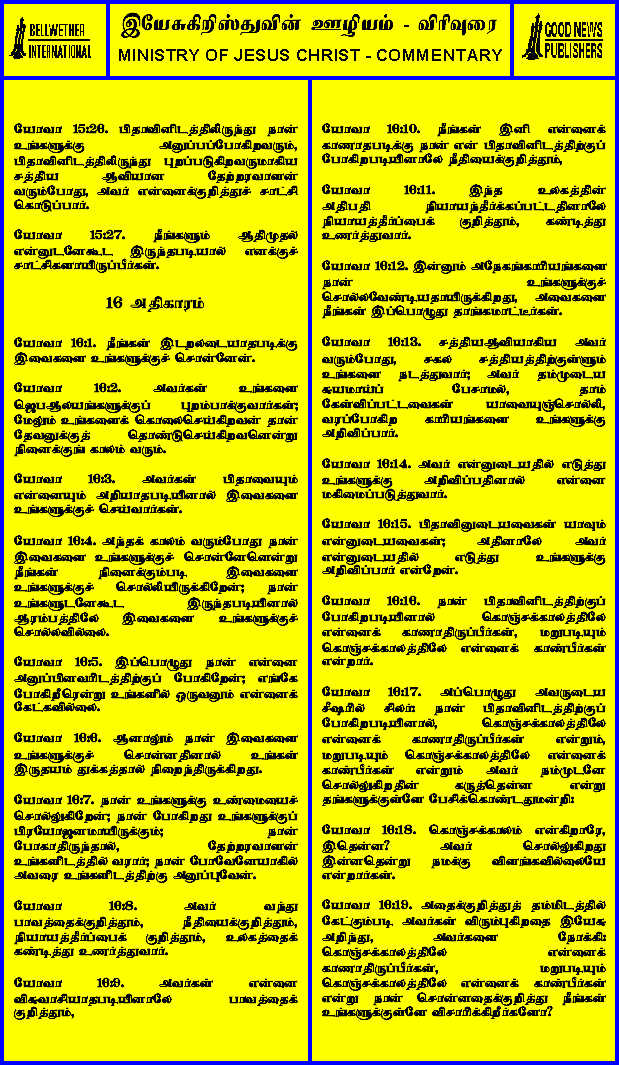 BELLWETHER
INTERNATIONAL
இயேசுகிறிஸ்துவின் ஊழியம் - விரிவுரை
MINISTRY OF JESUS CHRIST - COMMENTARY
GOOD NEWS
PUBLISHERS
யோவா 15:26. பிதாவினிடத்திலிருந்து நான்
உங்களுக்கு அனுப்பப்போகிறவரும்,
பிதாவினிடத்திலிருந்து புறப்படுகிறவருமாகிய
சத்திய ஆவியான தேற்றரவாளன்
வரும்போது, அவர் என்னைக்குறித்துச் சாட்சி
கொடுப்பார்.
யோவா 15:27. நீங்களும் ஆதிமுதல்
என்னுடனேகூட இருந்தபடியால் எனக்குச்
சாட்சிகளாயிருப்பீர்கள்.
16 அதிகாரம்
யோவா 16:1. நீங்கள் இடறலடையாதபடிக்கு
இவைகளை உங்களுக்குச் சொன்னேன்.
யோவா 16:2. அவர்கள் உங்களை
ஜெபஆலயங்களுக்குப் புறம்பாக்குவார்கள்;
மேலும் உங்களைக் கொலைசெய்கிறவன் தான்
தேவனுக்குத் தொண்டுசெய்கிறவனென்று
நினைக்குங் காலம் வரும்.
யோவா 16:3. அவர்கள் பிதாவையும்
என்னையும் அறியாதபடியினால் இவைகளை
உங்களுக்குச் செய்வார்கள்.
யோவா 16:4. அந்தக் காலம் வரும்போது நான்
இவைகளை உங்களுக்குச் சொன்னேனென்று
நீங்கள் நினைக்கும்படி இவைகளை
உங்களுக்குச் சொல்லியிருக்கிறேன்; நான்
உங்களுடனேகூட இருந்தபடியினால்
ஆரம்பத்திலே இவைகளை உங்களுக்குச்
சொல்லவில்லை.
யோவா 16:5. இப்பொழுது நான் என்னை
அனுப்பினவரிடத்திற்குப் போகிறேன்; எங்கே
போகிறீரென்று உங்களில் ஒருவனும் என்னைக்
கேட்கவில்லை.
யோவா 16:6. ஆனாலும் நான் இவைகளை
உங்களுக்குச் சொன்னதினால் உங்கள்
இருதயம் துக்கத்தால் நிறைந்திருக்கிறது.
யோவா 16:7. நான் உங்களுக்கு உண்மையைச்
சொல்லுகிறேன்; நான் போகிறது உங்களுக்குப்
பிரயோஜனமாயிருக்கும்; நான்
போகாதிருந்தால், தேற்றரவாளன்
உங்களிடத்தில் வரார்; நான் போவேனேயாகில்
அவரை உங்களிடத்திற்கு அனுப்புவேன்.
யோவா 16:8. அவர் வந்து
பாவத்தைக்குறித்தும், நீதியைக்குறித்தும்,
நியாயத்தீர்ப்பைக் குறித்தும், உலகத்தைக்
கண்டித்து உணர்த்துவார்.
யோவா 16:9. அவர்கள் என்னை
விசுவாசியாதபடியினாலே பாவத்தைக்
குறித்தும்,
யோவா 16:10. நீங்கள் இனி என்னைக்
காணாதபடிக்கு நான் என் பிதாவினிடத்திற்குப்
போகிறபடியினாலே நீதியைக்குறித்தும்,
யோவா 16:11. இந்த உலகத்தின்
அதிபதி நியாயந்தீர்க்கப்பட்டதினாலே
நியாயத்தீர்ப்பைக் குறித்தும், கண்டித்து
உணர்த்துவார்.
யோவா 16:12. இன்னும் அநேகங்காரியங்களை
நான் உங்களுக்குச்
சொல்லவேண்டியதாயிருக்கிறது, அவைகளை
நீங்கள் இப்பொழுது தாங்கமாட்டீர்கள்.
யோவா 16:13. சத்தியஆவியாகிய அவர்
வரும்போது, சகல சத்தியத்திற்குள்ளும்
உங்களை நடத்துவார்; அவர் தம்முடைய
சுயமாய்ப் பேசாமல், தாம்
கேள்விப்பட்டவைகள் யாவையுஞ்சொல்லி,
வரப்போகிற காரியங்களை உங்களுக்கு
அறிவிப்பார்.
யோவா 16:14. அவர் என்னுடையதில் எடுத்து
உங்களுக்கு அறிவிப்பதினால் என்னை
மகிமைப்படுத்துவார்.
யோவா 16:15. பிதாவினுடையவைகள் யாவும்
என்னுடையவைகள்; அதினாலே அவர்
என்னுடையதில் எடுத்து உங்களுக்கு
அறிவிப்பார் என்றேன்.
யோவா 16:16. நான் பிதாவினிடத்திற்குப்
போகிறபடியினால் கொஞ்சக்காலத்திலே
என்னைக் காணாதிருப்பீர்கள், மறுபடியும்
கொஞ்சக்காலத்திலே என்னைக் காண்பீர்கள்
என்றார்.
யோவா 16:17. அப்பொழுது அவருடைய
சீஷரில் சிலர்: நான் பிதாவினிடத்திற்குப்
போகிறபடியினால், கொஞ்சக்காலத்திலே
என்னைக் காணாதிருப்பீர்கள் என்றும்,
மறுபடியும் கொஞ்சக்காலத்திலே என்னைக்
காண்பீர்கள் என்றும் அவர் நம்முடனே
சொல்லுகிறதின் கருத்தென்ன என்று
தங்களுக்குள்ளே பேசிக்கொண்டதுமன்றி:
யோவா 16:18. கொஞ்சக்காலம் என்கிறாரே,
இதென்ன? அவர் சொல்லுகிறது
இன்னதென்று நமக்கு விளங்கவில்லையே
என்றார்கள்.
யோவா 16:19. அதைக்குறித்துத் தம்மிடத்தில்
கேட்கும்படி அவர்கள் விரும்புகிறதை இயேசு
அறிந்து, அவர்களை நோக்கி:
கொஞ்சக்காலத்திலே என்னைக்
காணாதிருப்பீர்கள், மறுபடியும்
கொஞ்சக்காலத்திலே என்னைக் காண்பீர்கள்
என்று நான் சொன்னதைக்குறித்து நீங்கள்
உங்களுக்குள்ளே விசாரிக்கிறீர்களோ?